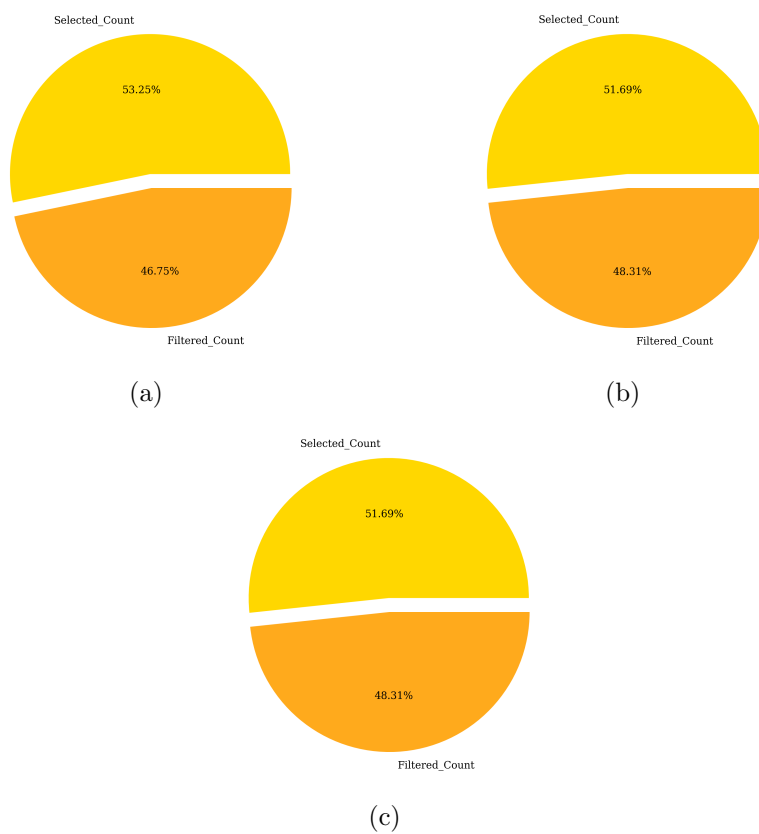 Selected_Count
53.25%
46.75%
Filtered_Count
(a)
Selected_Count
51.69%
48.31%
Filtered_Count
(b)
Selected_Count
51.69%
48.31%
Filtered_Count
(c)